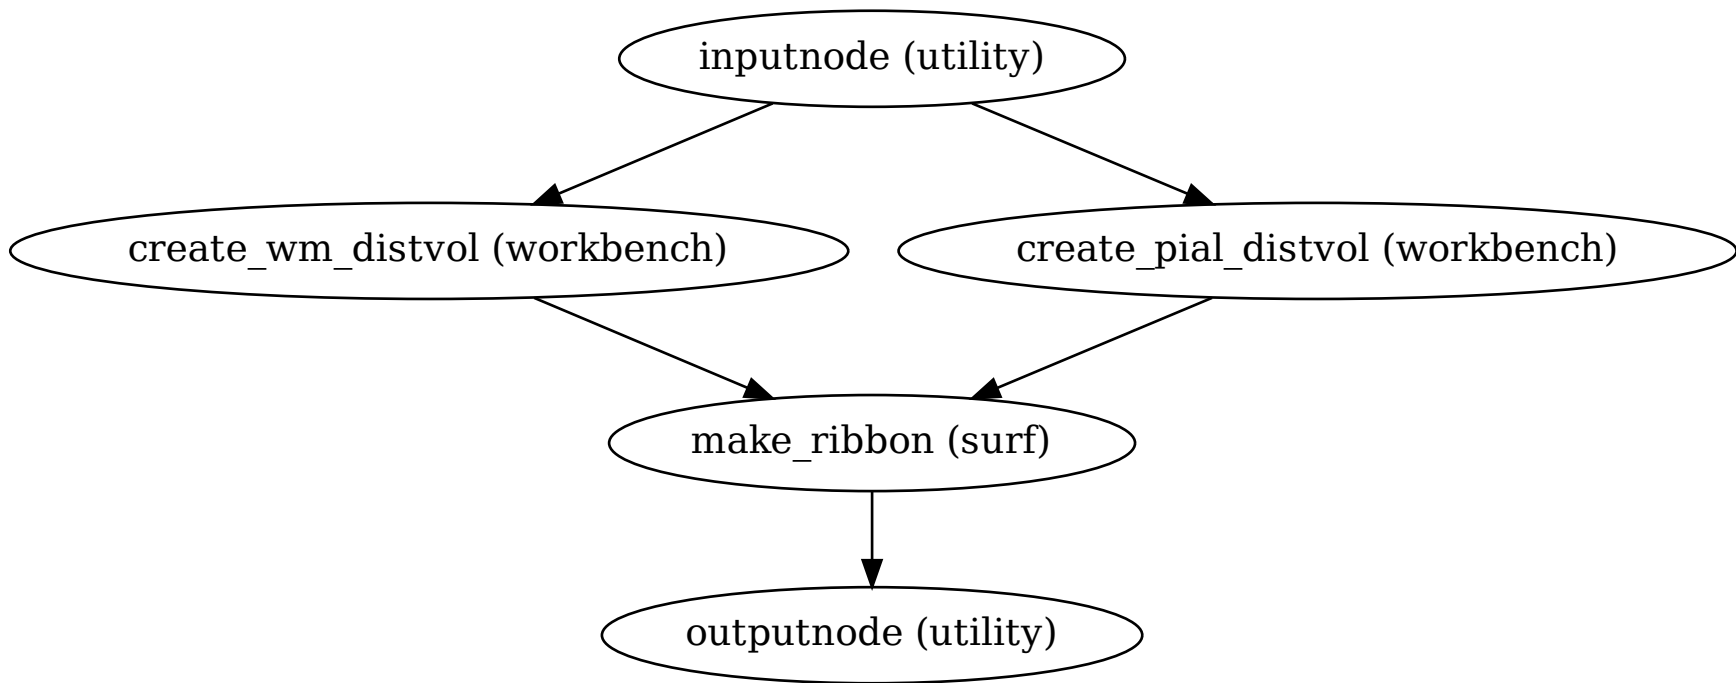 inputnode (utility)
create_wm_distvol (workbench)
create_pial_distvol (workbench)
make_ribbon (surf)
outputnode (utility)